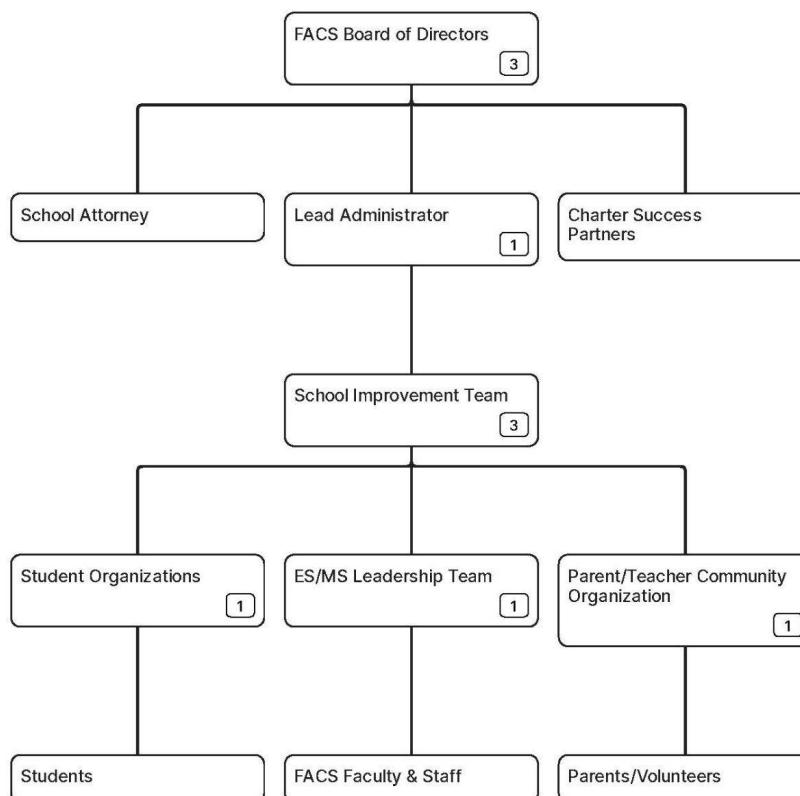 FACS Board of Directors
3
School Attorney
Lead Administrator
1
Charter Success
Partners
School Improvement Team
3
Student Organizations
1
ES/MS Leadership Team
1
Parent/Teacher Community
Organization
1
Students
FACS Faculty & Staff
Parents/Volunteers